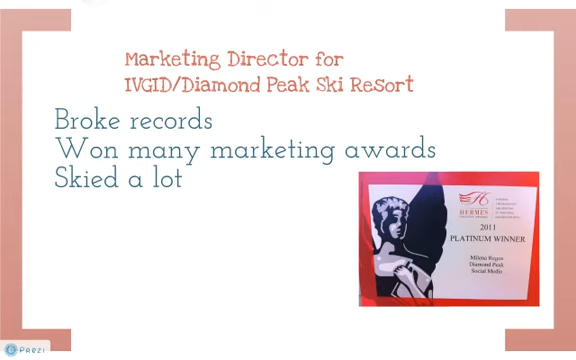 Marketing Director for
IVGID/Diamond Peak Ski Resort
Broke records
Won many marketing awards
Skied a lot
HERMES
2011
PLATINUM WINNER
Milena Regos
Diamond Peak
Social Media
Prezi